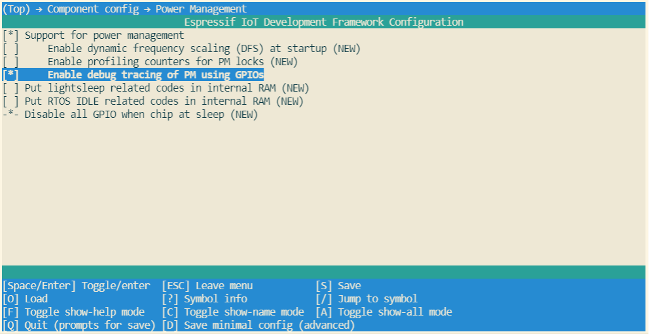 (Top) → Component config → Power Management
Espressif IoT Development Framework Configuration
[*] Support for power management
[ ]     Enable dynamic frequency scaling (DFS) at startup (NEW)
[ ]     Enable profiling counters for PM locks (NEW)
[*]     Enable debug tracing of PM using GPIOs
[ ] Put lightsleep related codes in internal RAM (NEW)
[ ] Put RTOS IDLE related codes in internal RAM (NEW)
-*- Disable all GPIO when chip at sleep (NEW)
[Space/Enter] Toggle/enter  [ESC] Leave menu  [S] Save
[O] Load  [?] Symbol info  [/] Jump to symbol
[F] Toggle show-help mode  [C] Toggle show-name mode  [A] Toggle show-all mode
[Q] Quit (prompts for save)  [D] Save minimal config (advanced)